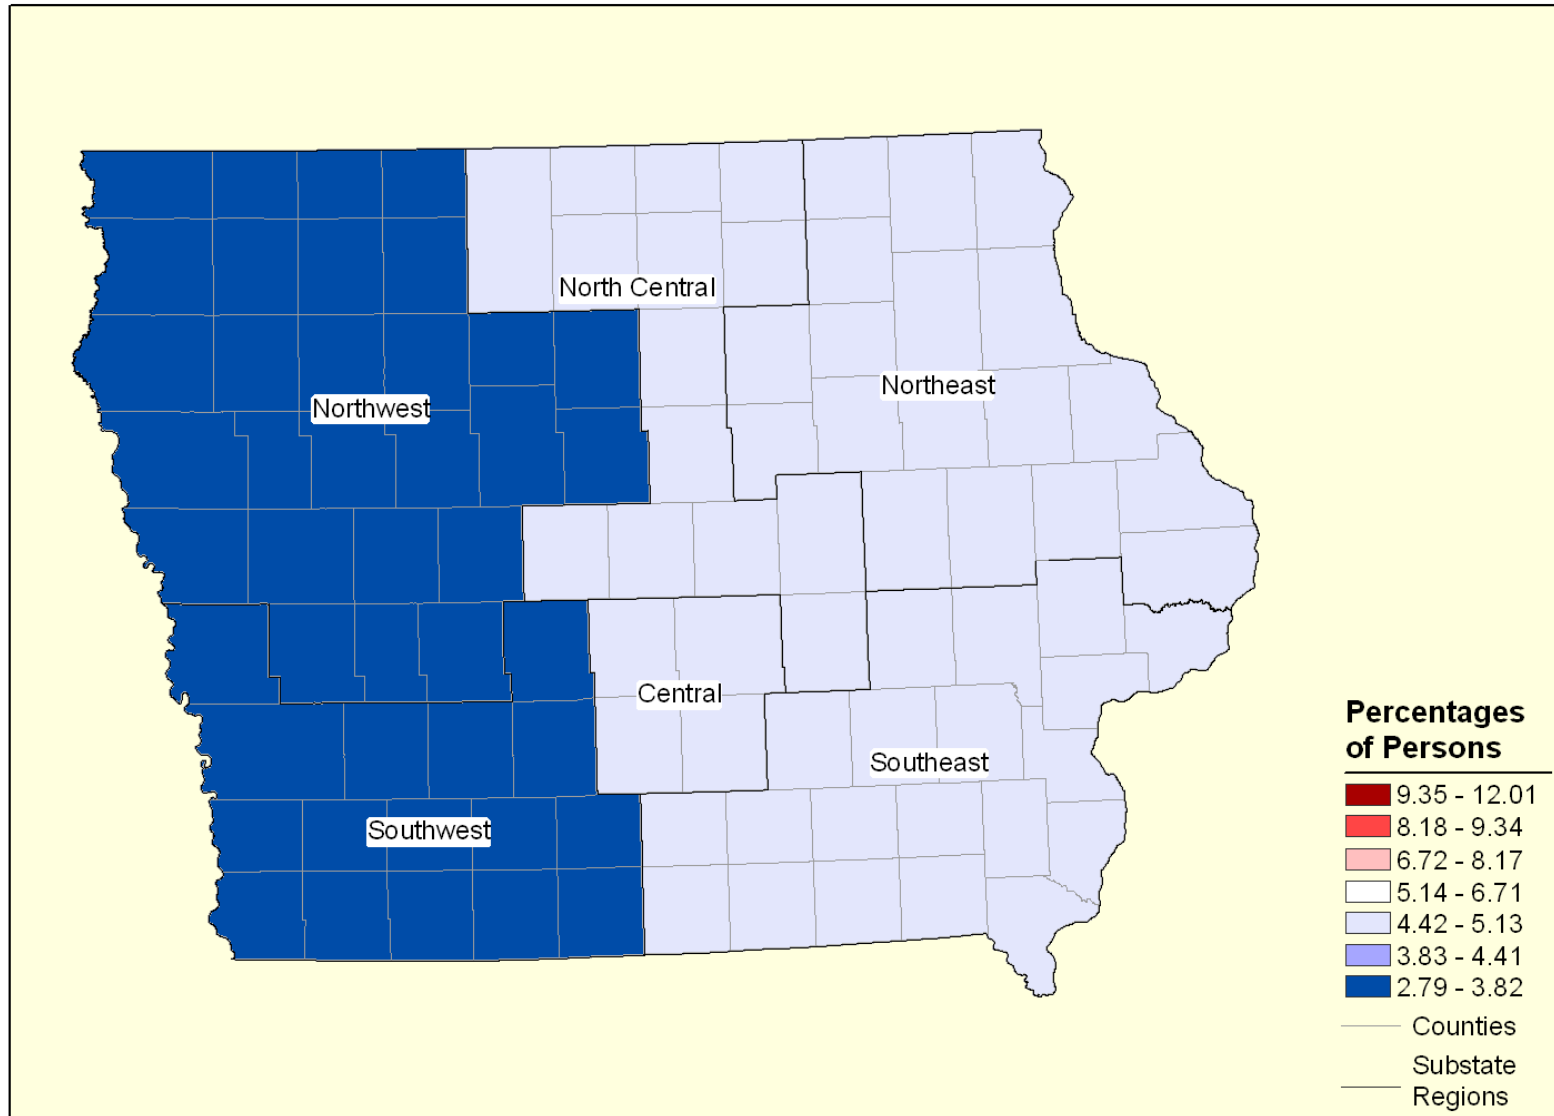 North Central
Northeast
Northwest
Central
Southeast
Southwest
Percentages
of Persons
9.35 - 12.01
8.18 - 9.34
6.72 - 8.17
5.14 - 6.71
4.42 - 5.13
3.83 - 4.41
2.79 - 3.82
Counties
Substate
Regions